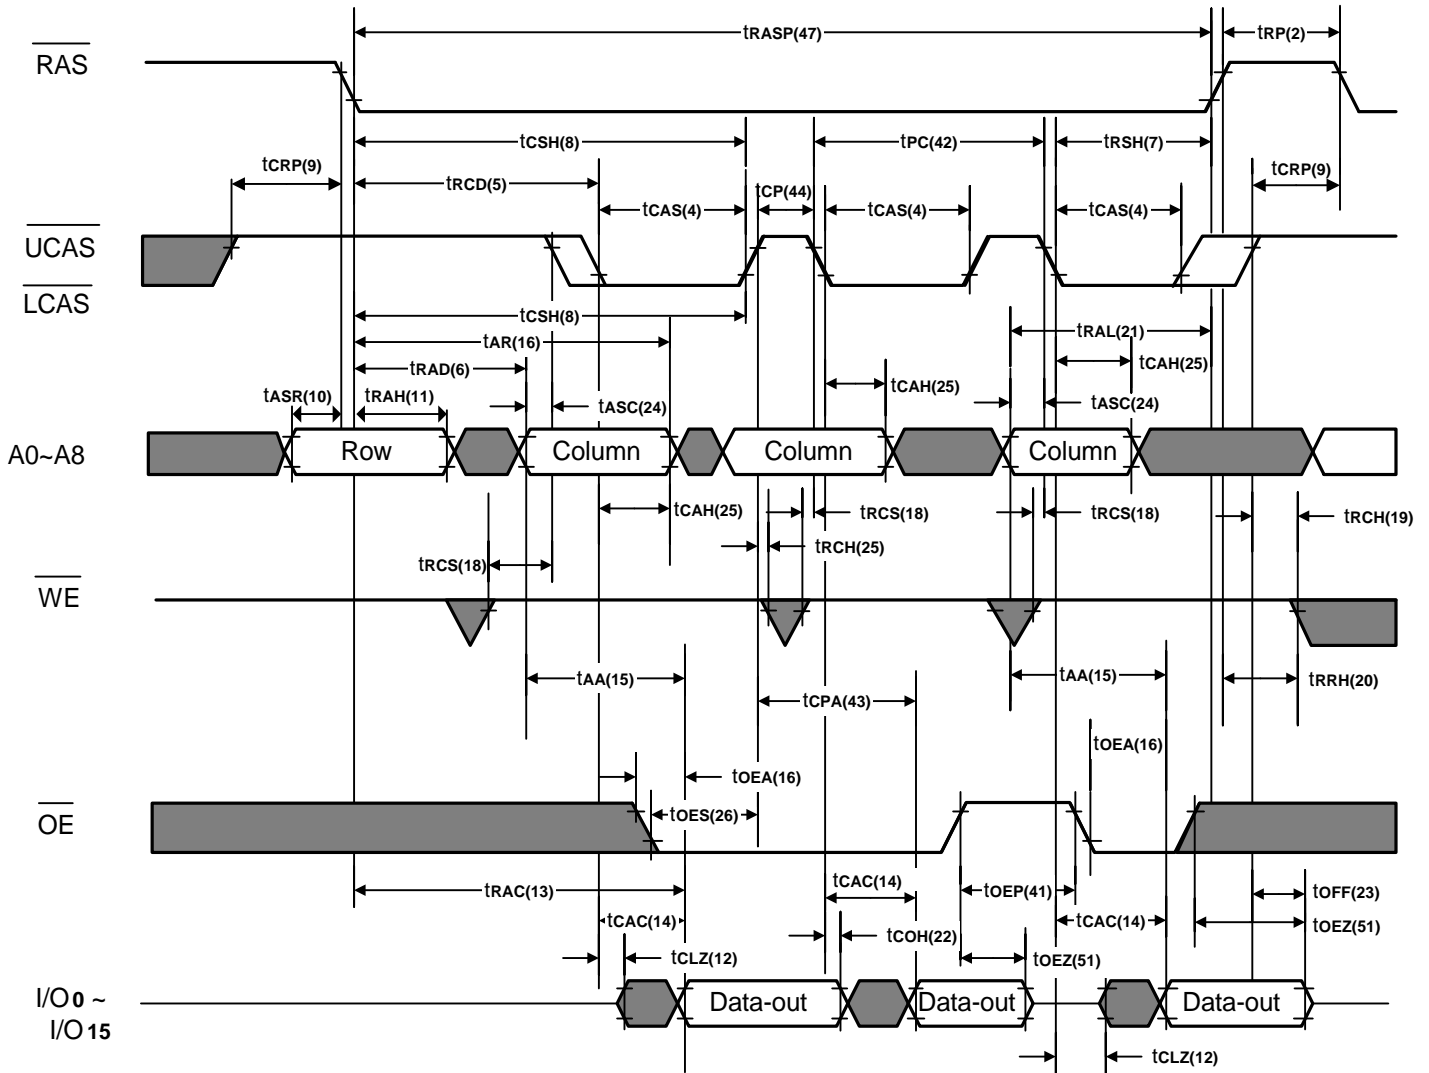 tRASP(47) tRP(2)
RAS
tCSH(8) tPC(42) tRSH(7)
tCRP(9) tCRP(9)
tRCD(5) tCP(44)
tCAS(4) tCAS(4) tCAS(4)
UCAS
LCAS
tCSH(8)
tRAL(21)
tAR(16)
tRAD(6) tCAH(25)
tCAH(25)
tASR(10) tRAH(11) tASC(24) tASC(24)
A0~A8 Row Column Column Column
tCAH(25) tRCS(18) tRCS(18) tRCH(19)
tRCH(25)
tRCS(18)
WE
tAA(15) tAA(15) tRRH(20)
tCPA(43)
tOEA(16)
tOEA(16)
OE tOES(26)
tRAC(13) tCAC(14) tOEP(41) tOFF(23)
tCAC(14) tCAC(14)
tCOH(22) tOEZ(51)
tCLZ(12) tOEZ(51)
I/O0 ~ Data-out Data-out Data-out
I/O15
tCLZ(12)